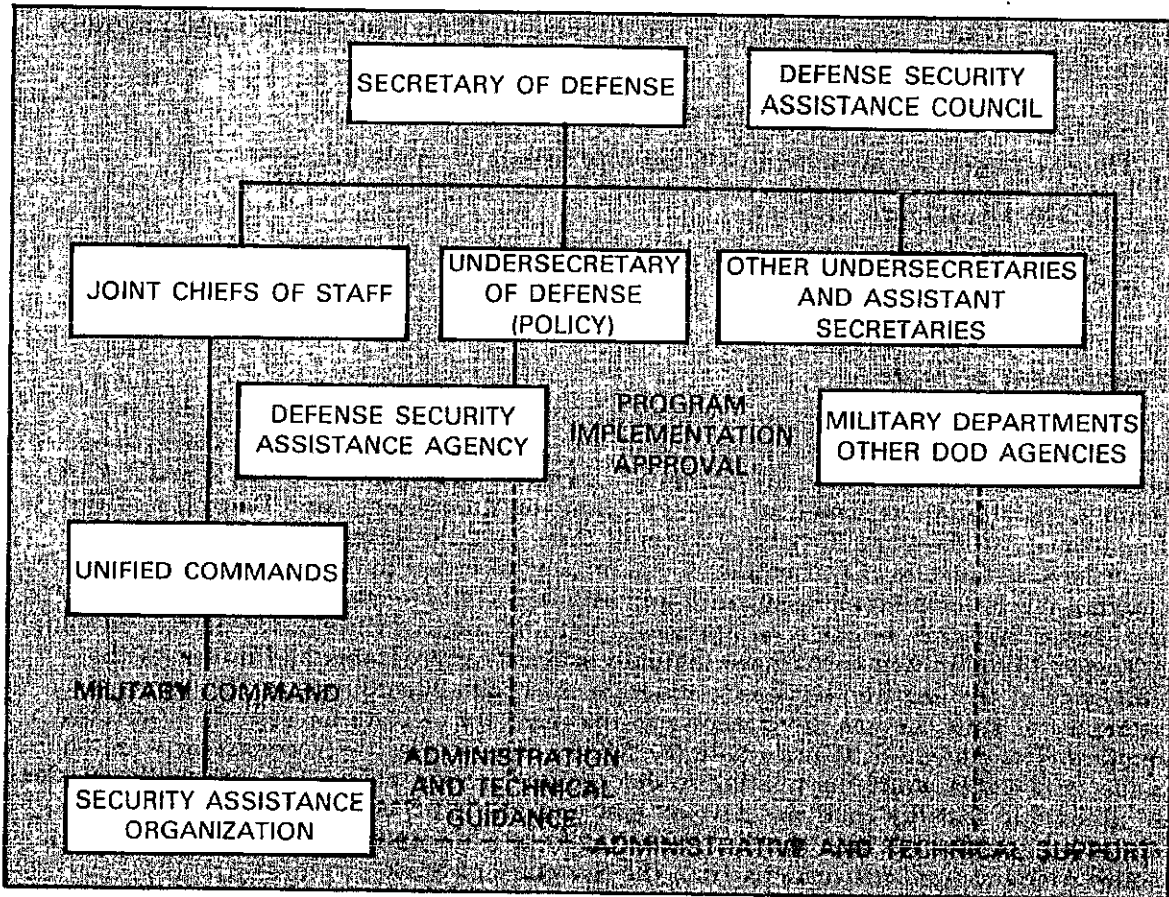 SECRETARY OF DEFENSE
DEFENSE SECURITY
ASSISTANCE COUNCIL
JOINT CHIEFS OF STAFF
UNDERSECRETARY
OF DEFENSE
(POLICY)
OTHER UNDERSECRETARIES
AND ASSISTANT
SECRETARIES
DEFENSE SECURITY
ASSISTANCE AGENCY
PROGRAM
IMPLEMENTATION
APPROVAL
MILITARY DEPARTMENTS
OTHER DOD AGENCIES
UNIFIED COMMANDS
MILITARY COMMAND
ADMINISTRATION
AND TECHNICAL
GUIDANCE
SECURITY ASSISTANCE
ORGANIZATION
ADMINISTRATIVE AND TECHNICAL SUPPORT